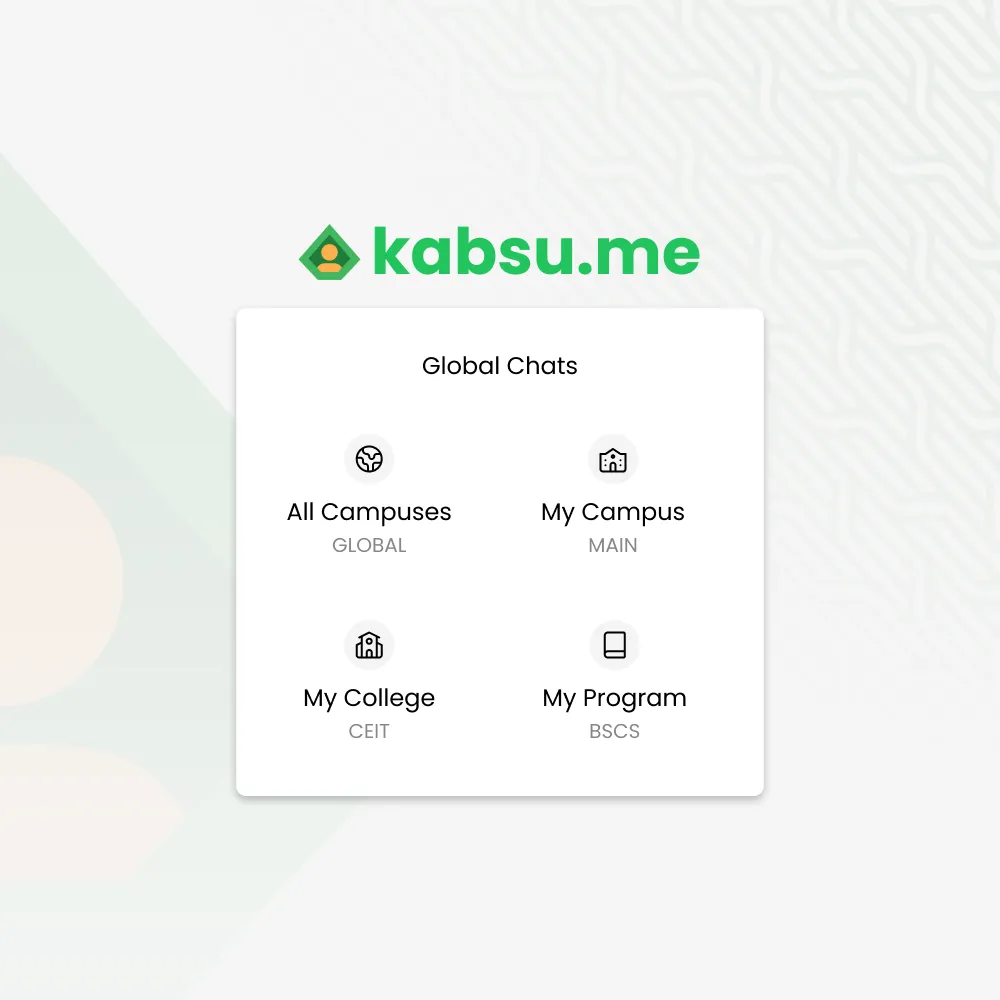 kabsu.me
Global Chats
All Campuses
GLOBAL
My Campus
MAIN
My College
CEIT
My Program
BSCS